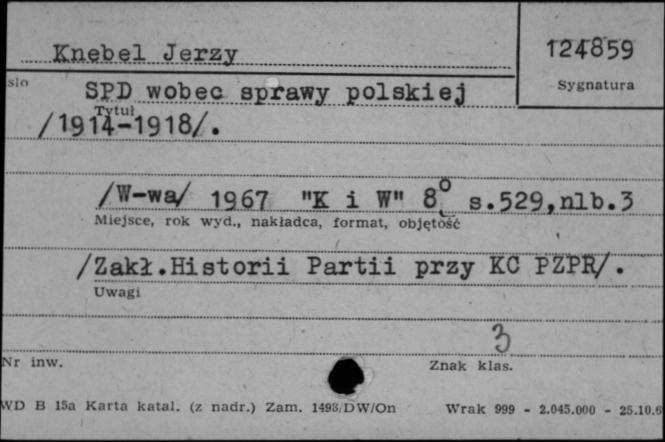 Knebel Jerzy
124859
Sygnatura
SPD wobec sprawy polskiej
Tytuł
/1914-1918/.
/W-wa/ 1967 "K i W" 8° s.529,nlb.3
Miejsce, rok wyd., nakładca, format, objętość
/Zakł.Historii Partii przy KC PZPR/.
Uwagi
3
Nr inw.
Znak klas.
WD B 15a Karta katal. (z nadr.) Zam. 1493/DW/On Wrak 999 - 2.045.000 - 25.10.6